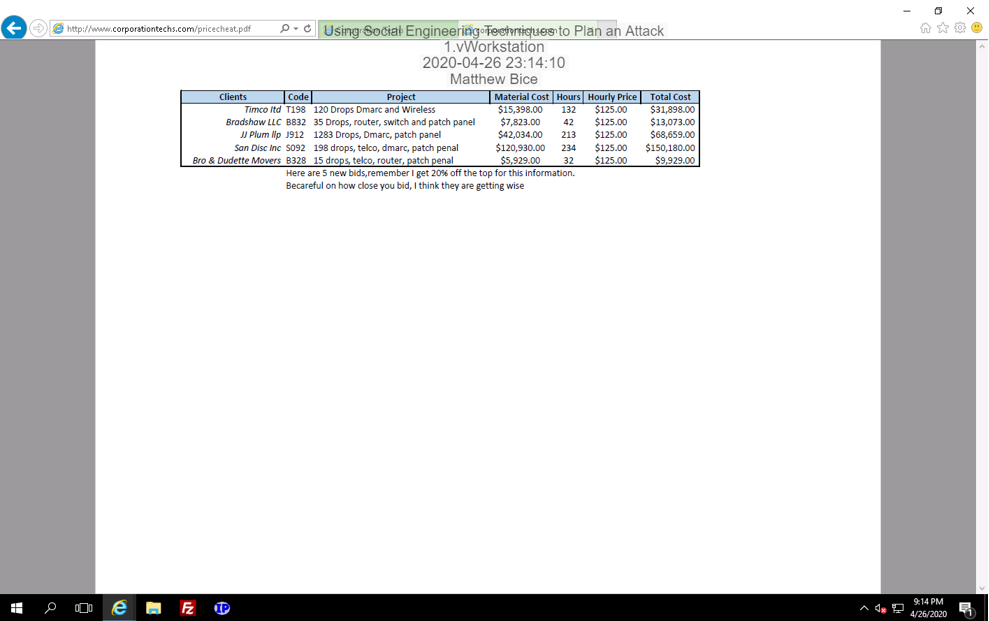 http://www.corporationtechs.com/pricecheat.pdf
Using Social Engineering Techniques to Plan an Attack
1.vWorkstation
2020-04-26 23:14:10
Matthew Bice
Clients Code Project Material Cost Hours Hourly Price Total Cost
Timco ltd T198 120 Drops Dmarc and Wireless $15,398.00 132 $125.00 $31,898.00
Bradshaw LLC B832 35 Drops, router, switch and patch panel $7,823.00 42 $125.00 $13,073.00
JJ Plum llp J912 1283 Drops, Dmarc, patch panel $42,034.00 213 $125.00 $68,659.00
San Disc Inc S092 198 drops, telco, dmarc, patch penal $120,930.00 234 $125.00 $150,180.00
Bro & Dudette Movers B328 15 drops, telco, router, patch penal $5,929.00 32 $125.00 $9,929.00
Here are 5 new bids,remember I get 20% off the top for this information.
Becareful on how close you bid, I think they are getting wise
9:14 PM
4/26/2020
1